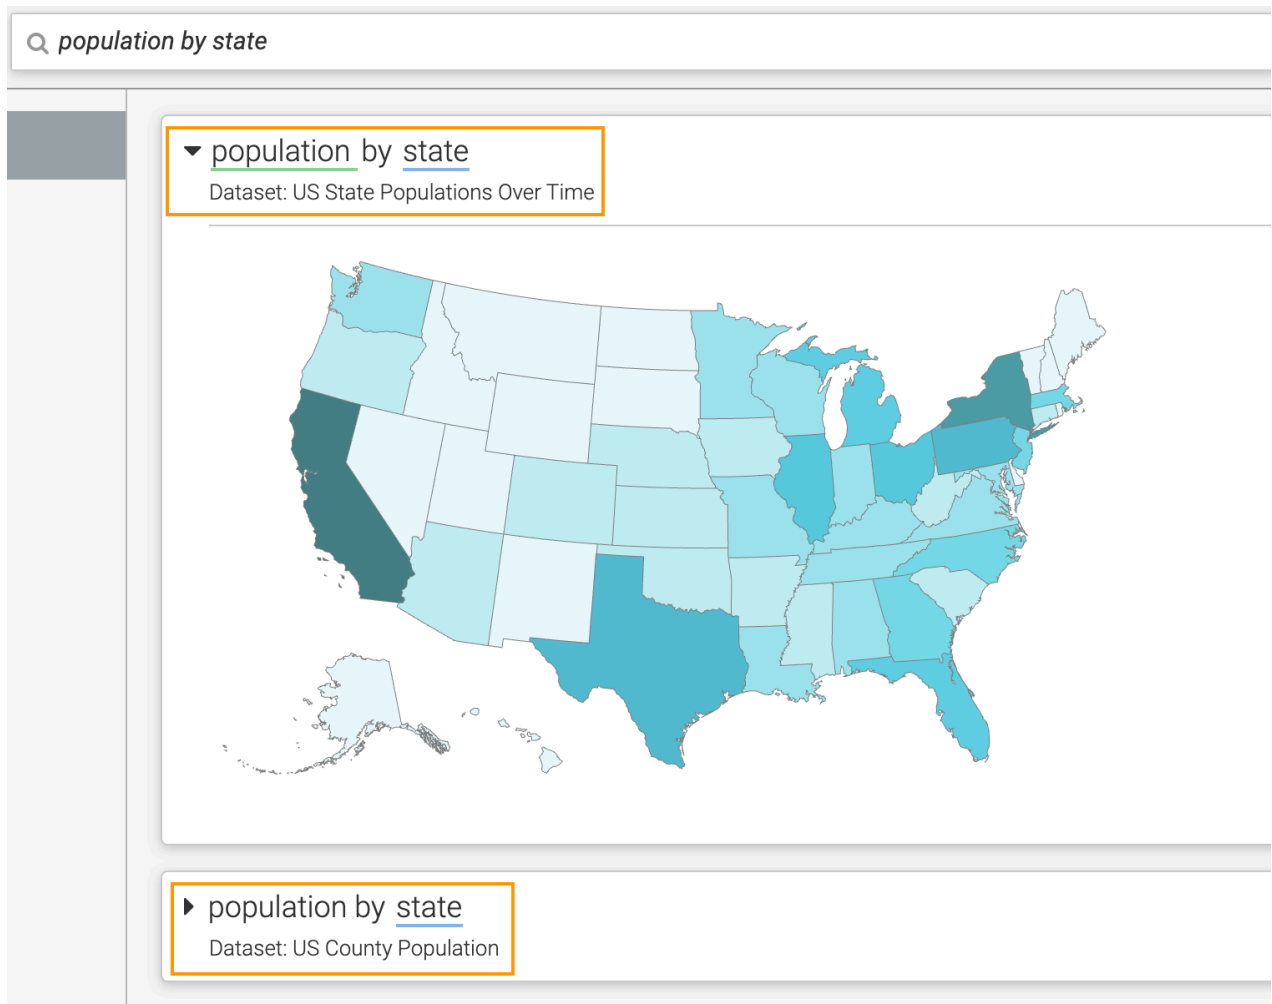 population by state
population by state
Dataset: US State Populations Over Time
population by state
Dataset: US County Population